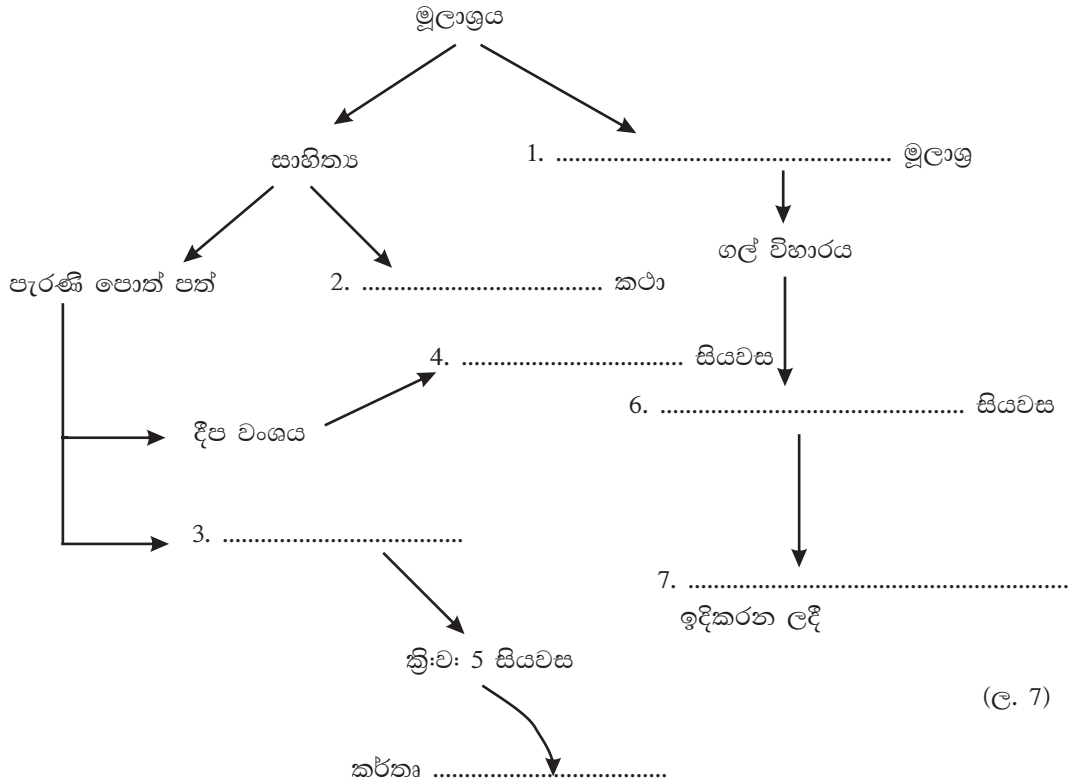 මූලාශ්‍රය
සාහිත්‍ය
1. ................................................................ මූලාශ්‍ර
පැරණි පොත් පත්
2. .................................. කථා
ගල් විහාරය
4. ................................ සියවස
6. ............................................ සියවස
දීප වංශය
3. ..................................
7. .......................................................
ඉදිකරන ලදී
ක්‍රි:ව: 5 සියවස
(ල. 7)
කර්තෘ ..................................